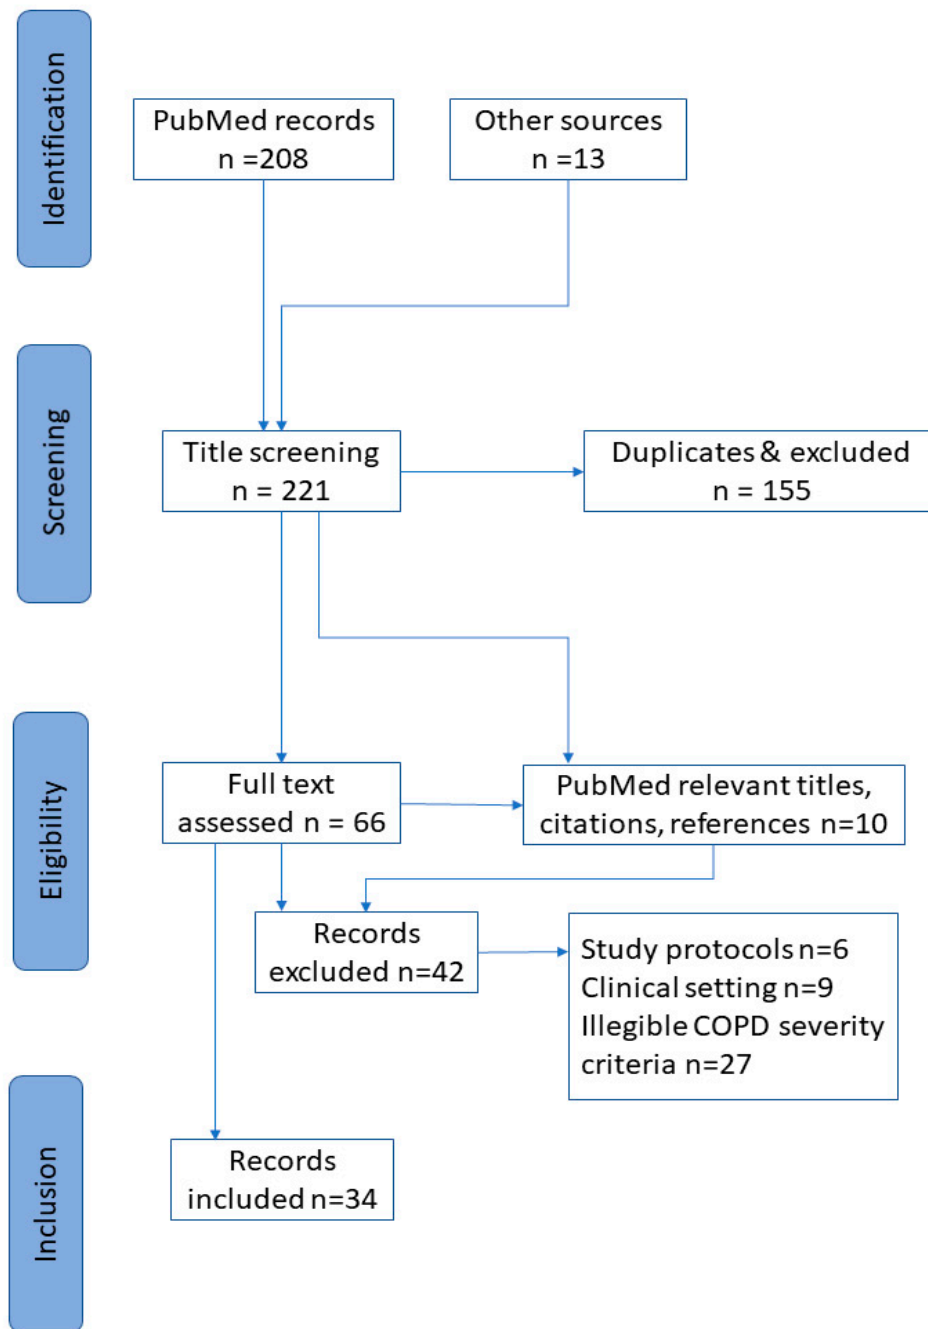 Identification
PubMed records
n =208
Other sources
n =13
Screening
Title screening
n = 221
Duplicates & excluded
n = 155
Eligibility
Full text
assessed n = 66
PubMed relevant titles,
citations, references n=10
Records
excluded n=42
Study protocols n=6
Clinical setting n=9
Illegible COPD severity
criteria n=27
Inclusion
Records
included n=34